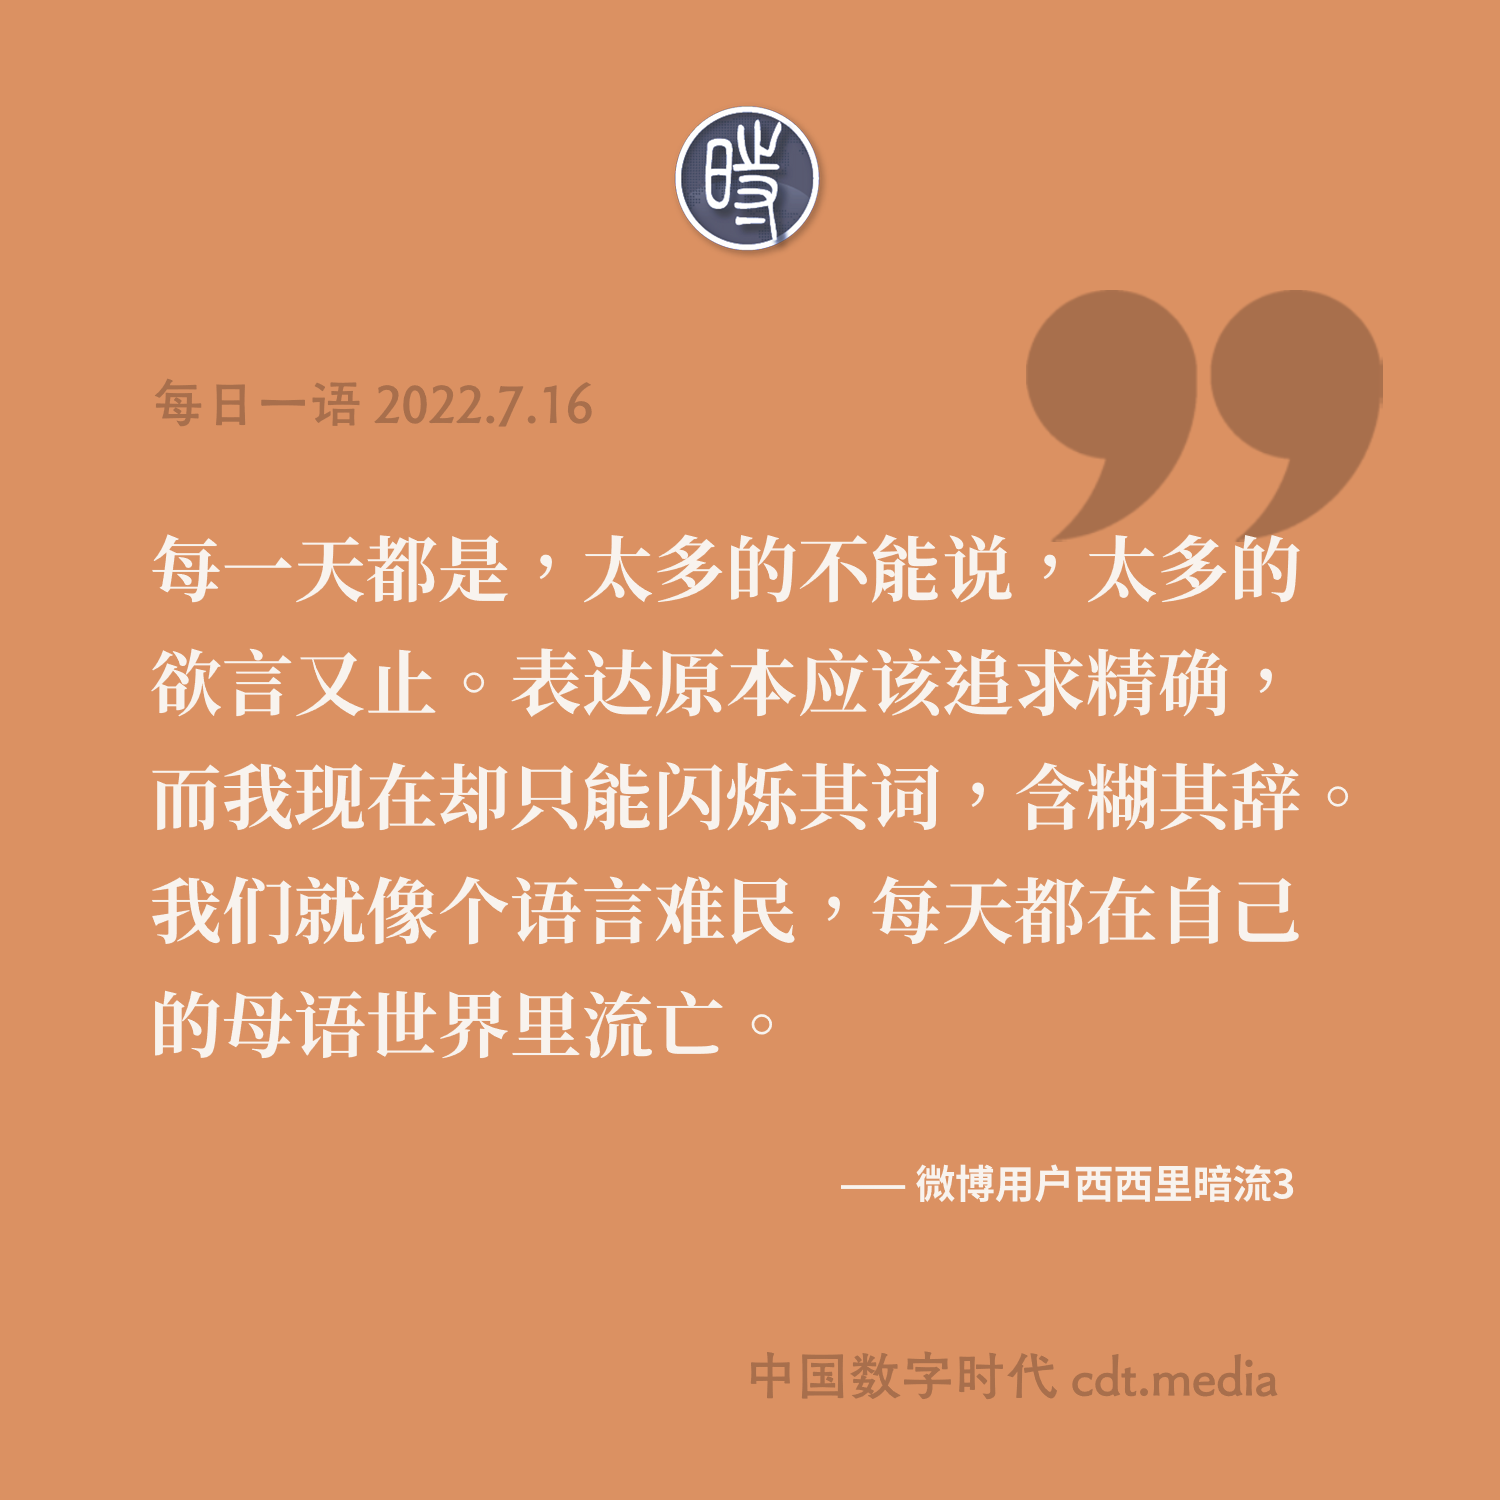 時
每日一语 2022.7.16
每一天都是，太多的不能说，太多的
欲言又止。表达原本应该追求精确，
而我现在却只能闪烁其词，含糊其辞。
我们就像个语言难民，每天都在自己
的母语世界里流亡。
—— 微博用户西西里暗流3
中国数字时代 cdt.media